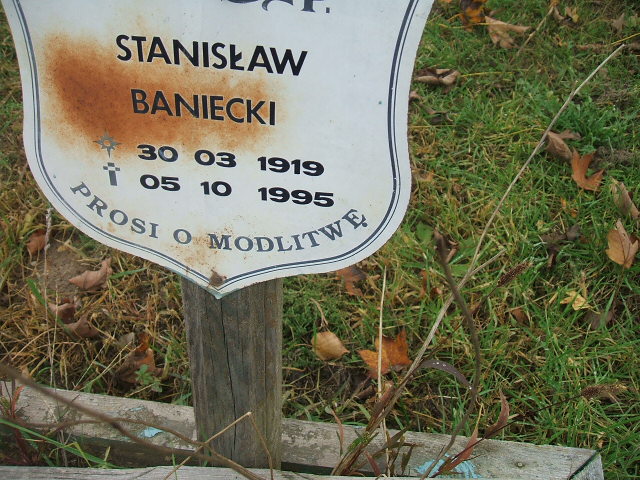 STANISŁAW
BANIECKI
30 03 1919
05 10 1995
PROSI O MODLITWĘ